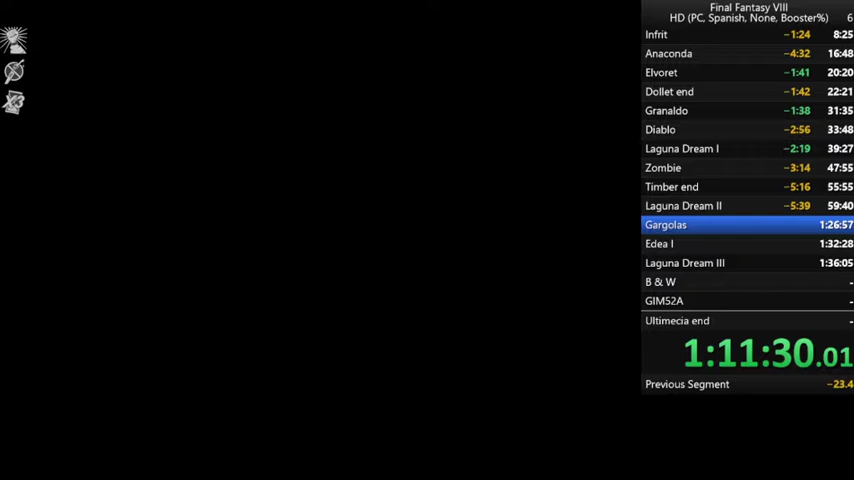 Final Fantasy VIII
HD (PC, Spanish, None, Booster%) 6
Infrit -1:24 8:25
Anaconda -4:32 16:48
Elvoret -1:41 20:20
Dollet end -1:42 22:21
Granaldo -1:38 31:35
Diablo -2:56 33:48
Laguna Dream I -2:19 39:27
Zombie -3:14 47:55
Timber end -5:16 55:55
Laguna Dream II -5:39 59:40
Gargolas 1:26:57
Edea I 1:32:28
Laguna Dream III 1:36:05
B & W -
GIM52A -
Ultimecia end -
1:11:30.01
Previous Segment -23.4
X3